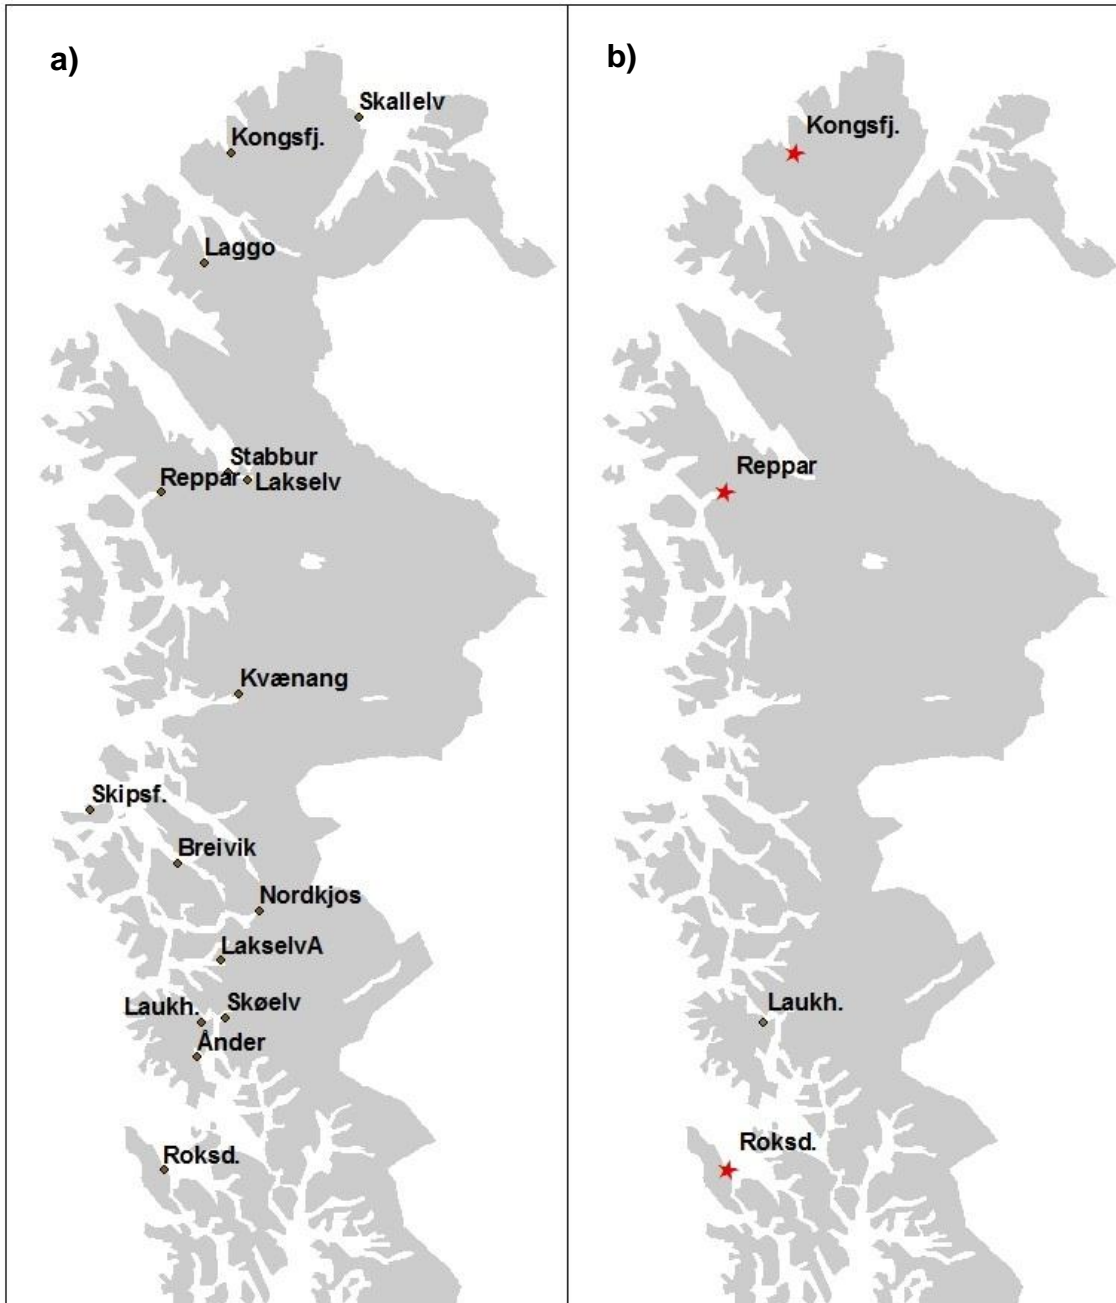 a)
Skallelv
Kongsfj.
Laggo
Stabbur
Reppar
Lakselv
Kvænang
Skipsf.
Breivik
Nordkjos
LakselvA
Skøelv
Laukh.
Ånder
Roksd.
b)
Kongsfj.
Reppar
Laukh.
Roksd.